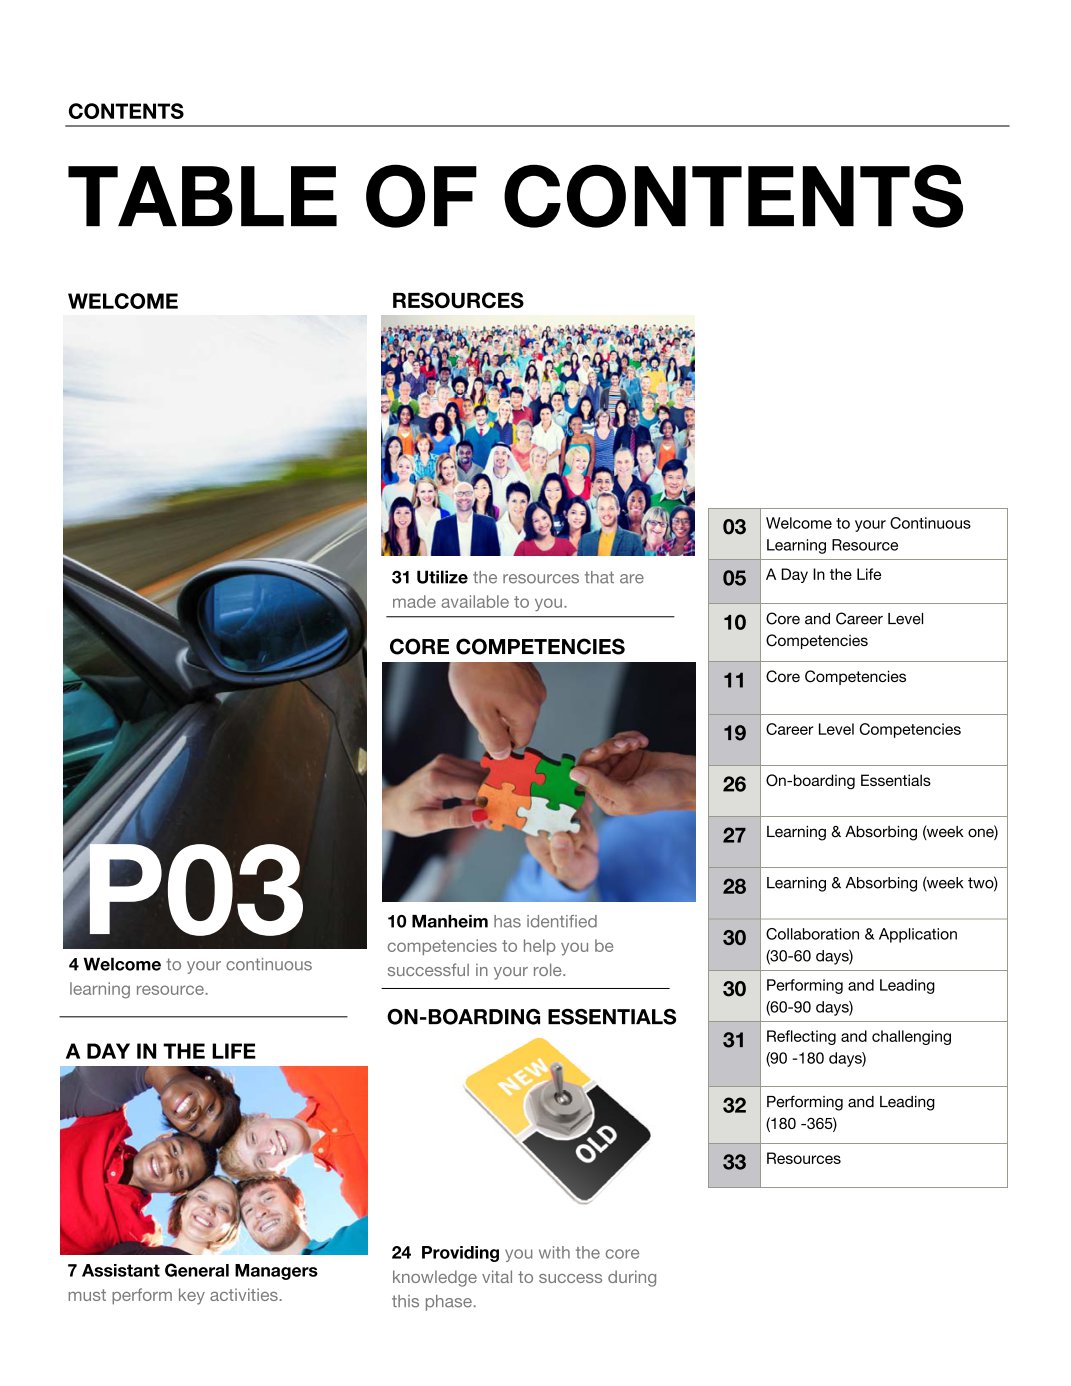 CONTENTS
TABLE OF CONTENTS
WELCOME
P03
4 Welcome to your continuous
learning resource.
A DAY IN THE LIFE
7 Assistant General Managers
must perform key activities.
RESOURCES
31 Utilize the resources that are
made available to you.
CORE COMPETENCIES
10 Manheim has identified
competencies to help you be
successful in your role.
ON-BOARDING ESSENTIALS
NEW
OLD
24 Providing you with the core
knowledge vital to success during
this phase.
03 Welcome to your Continuous
Learning Resource
05 A Day In the Life
10 Core and Career Level
Competencies
11 Core Competencies
19 Career Level Competencies
26 On-boarding Essentials
27 Learning & Absorbing (week one)
28 Learning & Absorbing (week two)
30 Collaboration & Application
(30-60 days)
30 Performing and Leading
(60-90 days)
31 Reflecting and challenging
(90 -180 days)
32 Performing and Leading
(180 -365)
33 Resources